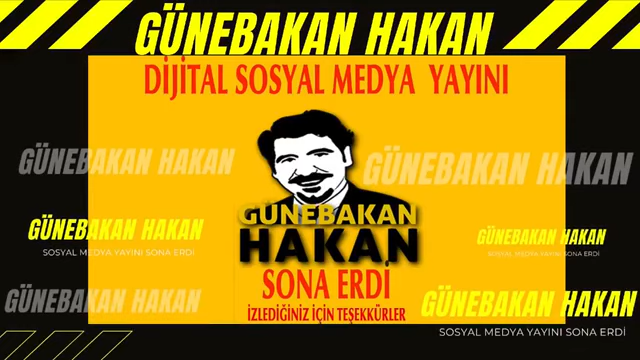 GÜNEBAKAN HAKAN
DİJİTAL SOSYAL MEDYA YAYINI
GÜNEBAKAN HAKAN
GÜNEBAKAN HAKAN
GÜNEBAKAN
HAKAN
GÜNEBAKAN HAKAN
SOSYAL MEDYA YAYINI SONA ERDİ
GÜNEBAKAN HAKAN
SOSYAL MEDYA YAYINI SONA ERDİ
SONA ERDİ
İZLEDİĞİNİZ İÇİN TEŞEKKÜRLER
GÜNEBAKAN HAKAN
GÜNEBAKAN HAKAN
SOSYAL MEDYA YAYINI SONA ERDİ